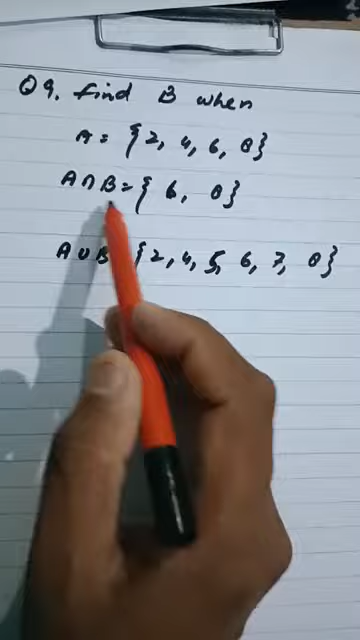 Q9. find B when
A = {2, 4, 6, 8}
A ∩ B = { 6, 8}
A ∪ B {2, 4, 5, 6, 7, 8}